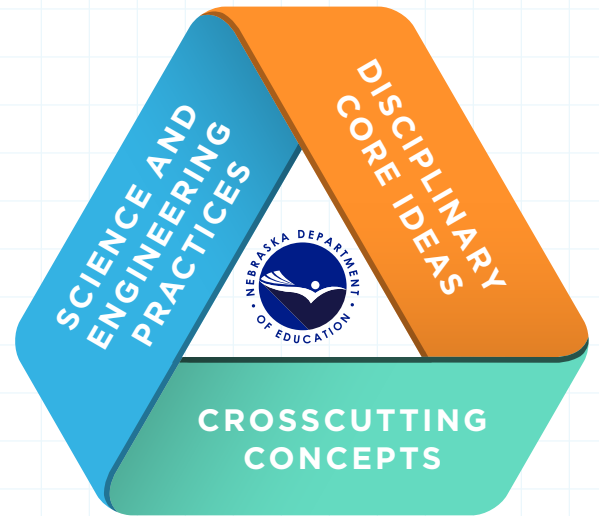 SCIENCE AND
ENGINEERING
PRACTICES
DISCIPLINARY
CORE IDEAS
NEBRASKA DEPARTMENT
• OF EDUCATION •
CROSSCUTTING
CONCEPTS